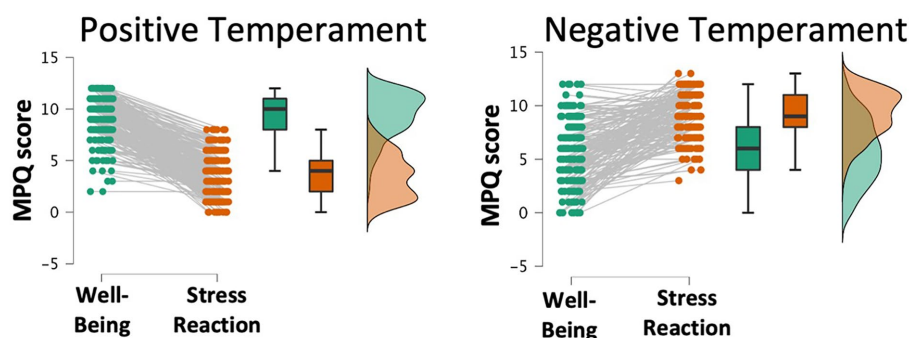 Positive Temperament
MPQ score
15
10
5
0
−5
Well-
Being
Stress
Reaction
Negative Temperament
MPQ score
15
10
5
0
−5
Well-
Being
Stress
Reaction